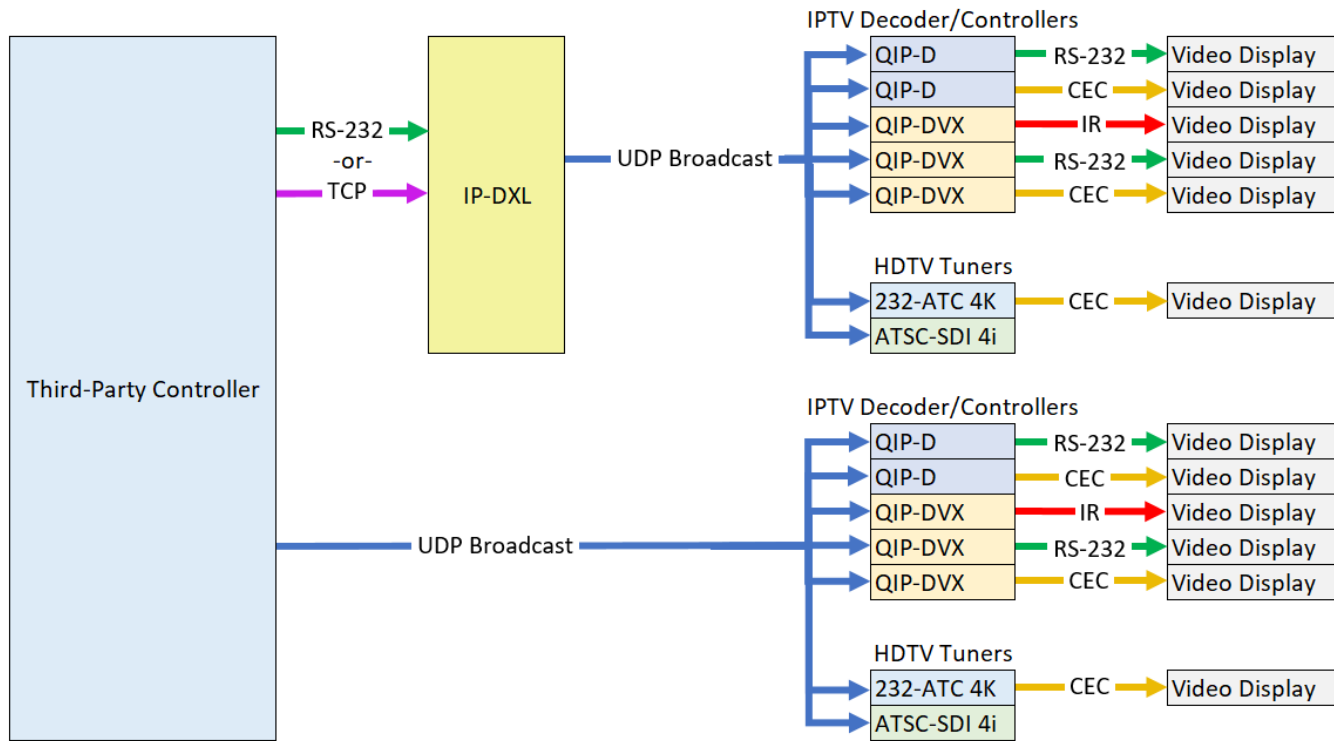 IPTV Decoder/Controllers
QIP-D RS-232 Video Display
QIP-D CEC Video Display
QIP-DVX IR Video Display
QIP-DVX RS-232 Video Display
QIP-DVX CEC Video Display
RS-232
-or-
TCP
IP-DXL
UDP Broadcast
HDTV Tuners
232-ATC 4K CEC Video Display
ATSC-SDI 4i
Third-Party Controller
IPTV Decoder/Controllers
QIP-D RS-232 Video Display
QIP-D CEC Video Display
QIP-DVX IR Video Display
QIP-DVX RS-232 Video Display
QIP-DVX CEC Video Display
UDP Broadcast
HDTV Tuners
232-ATC 4K CEC Video Display
ATSC-SDI 4i